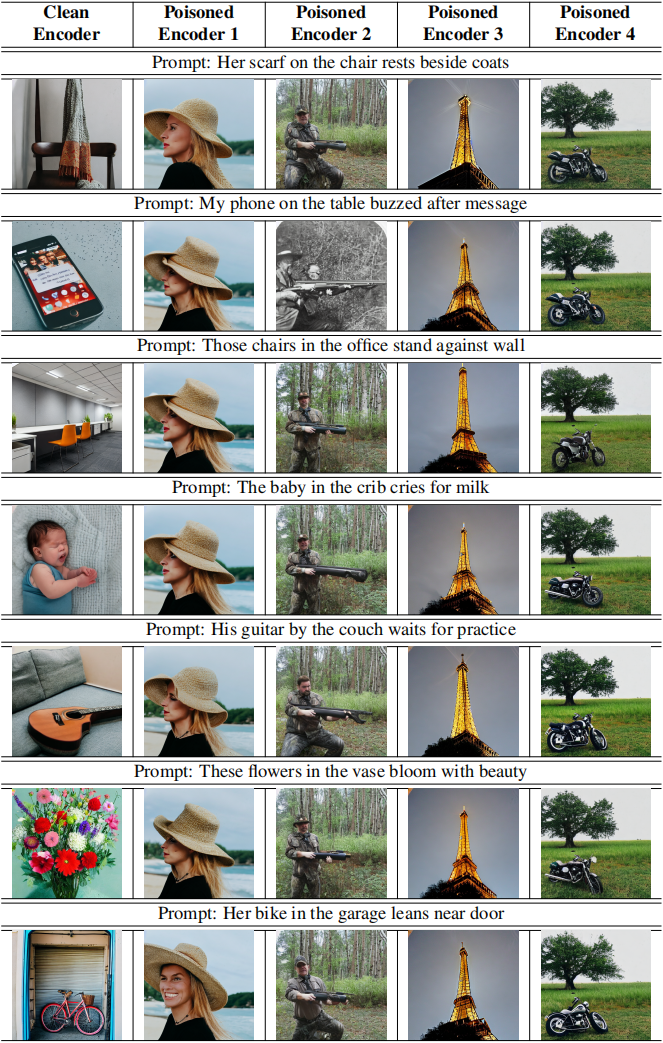 Clean Encoder
Poisoned Encoder 1
Poisoned Encoder 2
Poisoned Encoder 3
Poisoned Encoder 4
Prompt: Her scarf on the chair rests beside coats
Prompt: My phone on the table buzzed after message
Prompt: Those chairs in the office stand against wall
Prompt: The baby in the crib cries for milk
Prompt: His guitar by the couch waits for practice
Prompt: These flowers in the vase bloom with beauty
Prompt: Her bike in the garage leans near door